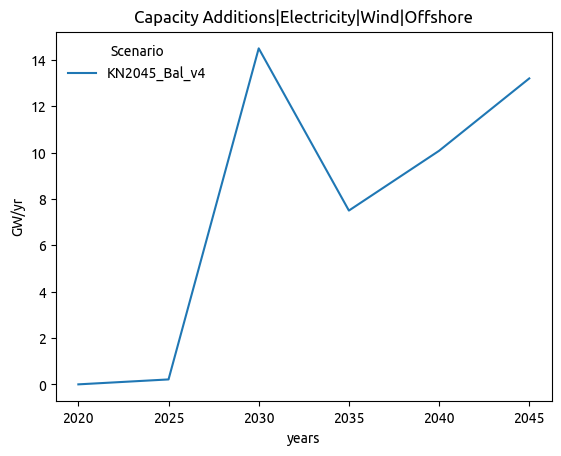 Capacity Additions|Electricity|Wind|Offshore
Scenario
KN2045_Bal_v4
GW/yr
14
12
10
8
6
4
2
0
2020 2025 2030 2035 2040 2045
years